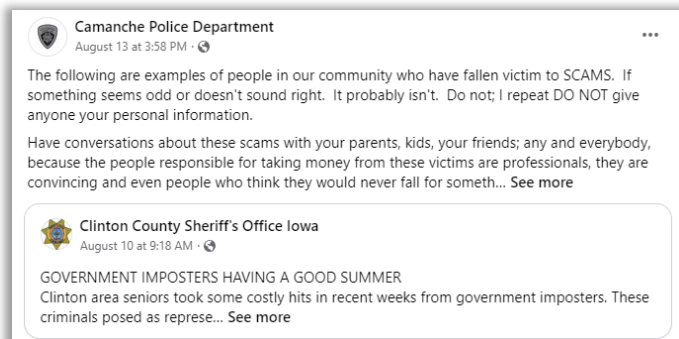 Camanche Police Department
August 13 at 3:58 PM ·
The following are examples of people in our community who have fallen victim to SCAMS. If
something seems odd or doesn't sound right. It probably isn't. Do not; I repeat DO NOT give
anyone your personal information.
Have conversations about these scams with your parents, kids, your friends; any and everybody,
because the people responsible for taking money from these victims are professionals, they are
convincing and even people who think they would never fall for someth... See more
Clinton County Sheriff's Office Iowa
August 10 at 9:18 AM ·
GOVERNMENT IMPOSTERS HAVING A GOOD SUMMER
Clinton area seniors took some costly hits in recent weeks from government imposters. These
criminals posed as represe... See more